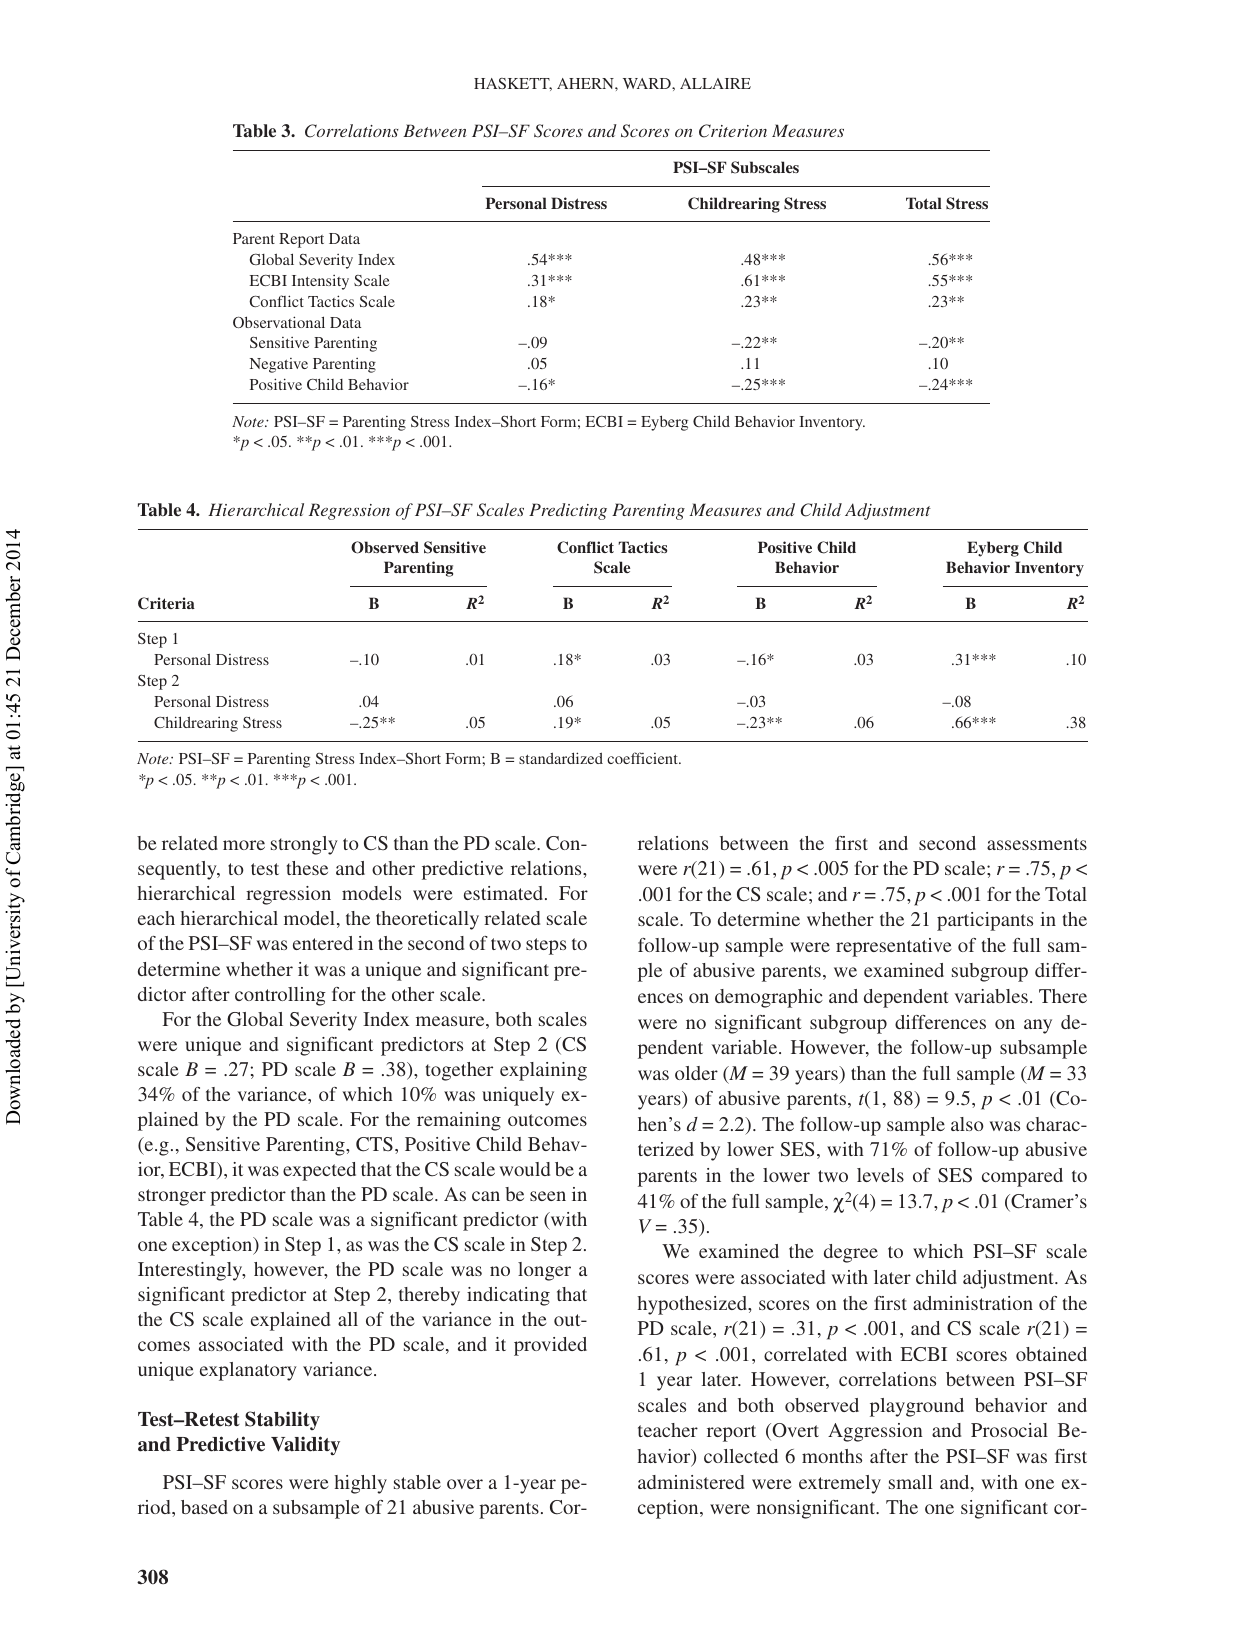 HASKETT, AHERN, WARD, ALLAIRE
Table 3. Correlations Between PSI–SF Scores and Scores on Criterion Measures
PSI–SF Subscales
Personal Distress Childrearing Stress Total Stress
Parent Report Data
Global Severity Index .54*** .48*** .56***
ECBI Intensity Scale .31*** .61*** .55***
Conflict Tactics Scale .18* .23** .23**
Observational Data
Sensitive Parenting –.09 –.22** –.20**
Negative Parenting .05 .11 .10
Positive Child Behavior –.16* –.25*** –.24***
Note: PSI–SF = Parenting Stress Index–Short Form; ECBI = Eyberg Child Behavior Inventory.
*p < .05. **p < .01. ***p < .001.
Table 4. Hierarchical Regression of PSI–SF Scales Predicting Parenting Measures and Child Adjustment
Observed Sensitive Conflict Tactics Positive Child Eyberg Child
Parenting Scale Behavior Behavior Inventory
Criteria B R² B R² B R² B R²
Step 1
Personal Distress –.10 .01 .18* .03 –.16* .03 .31*** .10
Step 2
Personal Distress .04 .06 –.03 –.08
Childrearing Stress –.25** .05 .19* .05 –.23** .06 .66*** .38
Note: PSI–SF = Parenting Stress Index–Short Form; B = standardized coefficient.
*p < .05. **p < .01. ***p < .001.
be related more strongly to CS than the PD scale. Con-
sequently, to test these and other predictive relations,
hierarchical regression models were estimated. For
each hierarchical model, the theoretically related scale
of the PSI–SF was entered in the second of two steps to
determine whether it was a unique and significant pre-
dictor after controlling for the other scale.
For the Global Severity Index measure, both scales
were unique and significant predictors at Step 2 (CS
scale B = .27; PD scale B = .38), together explaining
34% of the variance, of which 10% was uniquely ex-
plained by the PD scale. For the remaining outcomes
(e.g., Sensitive Parenting, CTS, Positive Child Behav-
ior, ECBI), it was expected that the CS scale would be a
stronger predictor than the PD scale. As can be seen in
Table 4, the PD scale was a significant predictor (with
one exception) in Step 1, as was the CS scale in Step 2.
Interestingly, however, the PD scale was no longer a
significant predictor at Step 2, thereby indicating that
the CS scale explained all of the variance in the out-
comes associated with the PD scale, and it provided
unique explanatory variance.
Test–Retest Stability
and Predictive Validity
PSI–SF scores were highly stable over a 1-year pe-
riod, based on a subsample of 21 abusive parents. Cor-
relations between the first and second assessments
were r(21) = .61, p < .005 for the PD scale; r = .75, p <
.001 for the CS scale; and r = .75, p < .001 for the Total
scale. To determine whether the 21 participants in the
follow-up sample were representative of the full sam-
ple of abusive parents, we examined subgroup differ-
ences on demographic and dependent variables. There
were no significant subgroup differences on any de-
pendent variable. However, the follow-up subsample
was older (M = 39 years) than the full sample (M = 33
years) of abusive parents, t(1, 88) = 9.5, p < .01 (Co-
hen's d = 2.2). The follow-up sample also was charac-
terized by lower SES, with 71% of follow-up abusive
parents in the lower two levels of SES compared to
41% of the full sample, χ²(4) = 13.7, p < .01 (Cramer's
V = .35).
We examined the degree to which PSI–SF scale
scores were associated with later child adjustment. As
hypothesized, scores on the first administration of the
PD scale, r(21) = .31, p < .001, and CS scale r(21) =
.61, p < .001, correlated with ECBI scores obtained
1 year later. However, correlations between PSI–SF
scales and both observed playground behavior and
teacher report (Overt Aggression and Prosocial Be-
havior) collected 6 months after the PSI–SF was first
administered were extremely small and, with one ex-
ception, were nonsignificant. The one significant cor-
308
Downloaded by [University of Cambridge] at 01:45 21 December 2014